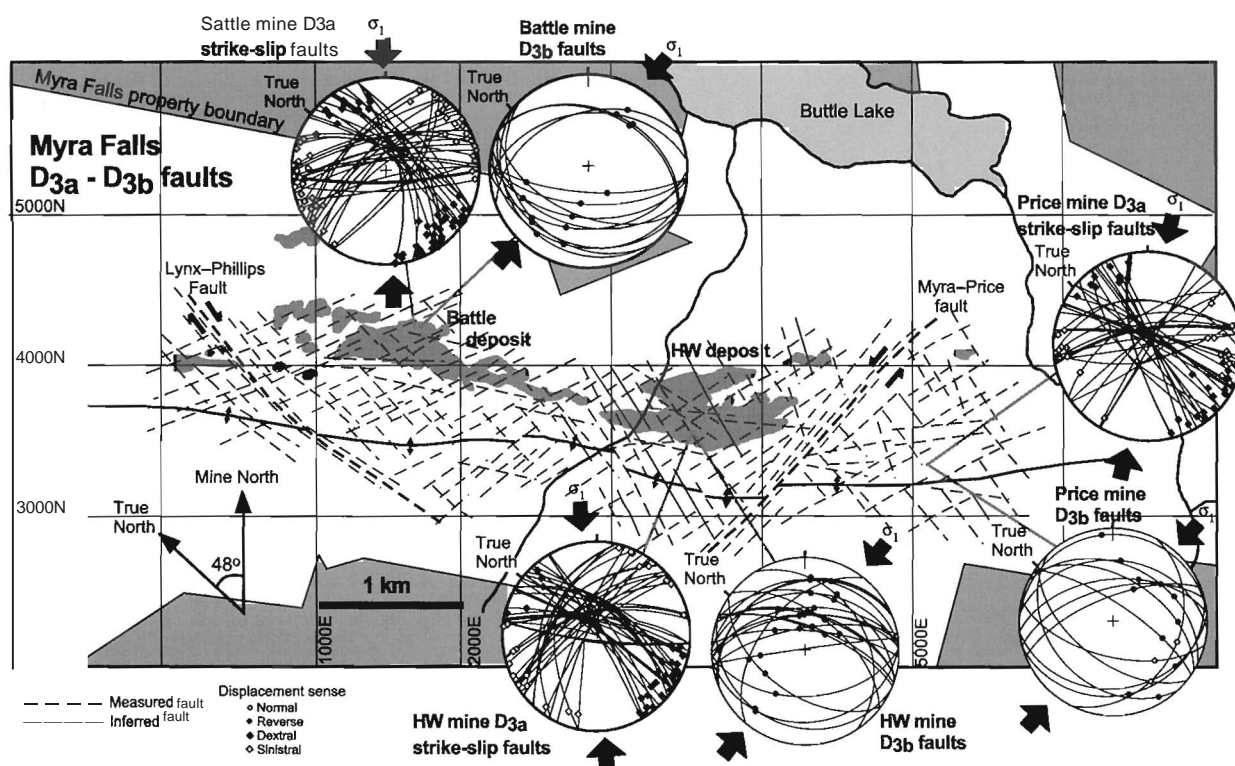 Sattle mine D3a
strike-slip faults
σ1
Battle mine
D3b faults
σ1
True
North
True
North
Myra Falls property boundary
Buttle Lake
Myra Falls
D3a - D3b faults
5000N
Price mine D3a
strike-slip faults
σ1
True
North
Lynx–Phillips
Fault
Myra–Price
fault
Battle
deposit
HW deposit
4000N
Mine North
True
North
48º
3000N
σ1
True
North
True
North
σ1
Price mine
D3b faults
σ1
True
North
1 km
1000E
2000E
5000E
Measured fault
Inferred fault
Displacement sense
Normal
Reverse
Dextral
Sinistral
HW mine D3a
strike-slip faults
HW mine
D3b faults